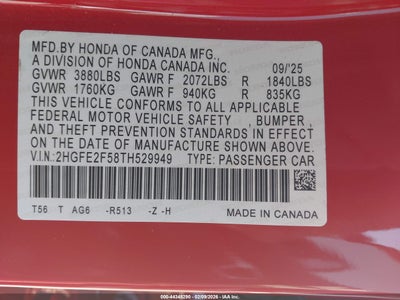 MFD.BY HONDA OF CANADA MFG.,
A DIVISION OF HONDA CANADA INC. 09/'25
GVWR 3880LBS GAWR F 2072LBS R 1840LBS
GVWR 1760KG GAWR F 940KG R 835KG
THIS VEHICLE CONFORMS TO ALL APPLICABLE
FEDERAL MOTOR VEHICLE SAFETY , BUMPER ,
AND THEFT PREVENTION STANDARDS IN EFFECT
ON THE DATE OF MANUFACTURE SHOWN ABOVE.
V.I.N:2HGFE2F58TH529949 TYPE: PASSENGER CAR
T56 T AG6 -R513 -Z -H
MADE IN CANADA
000-44348290 - 02/09/2026 - IAA Inc.